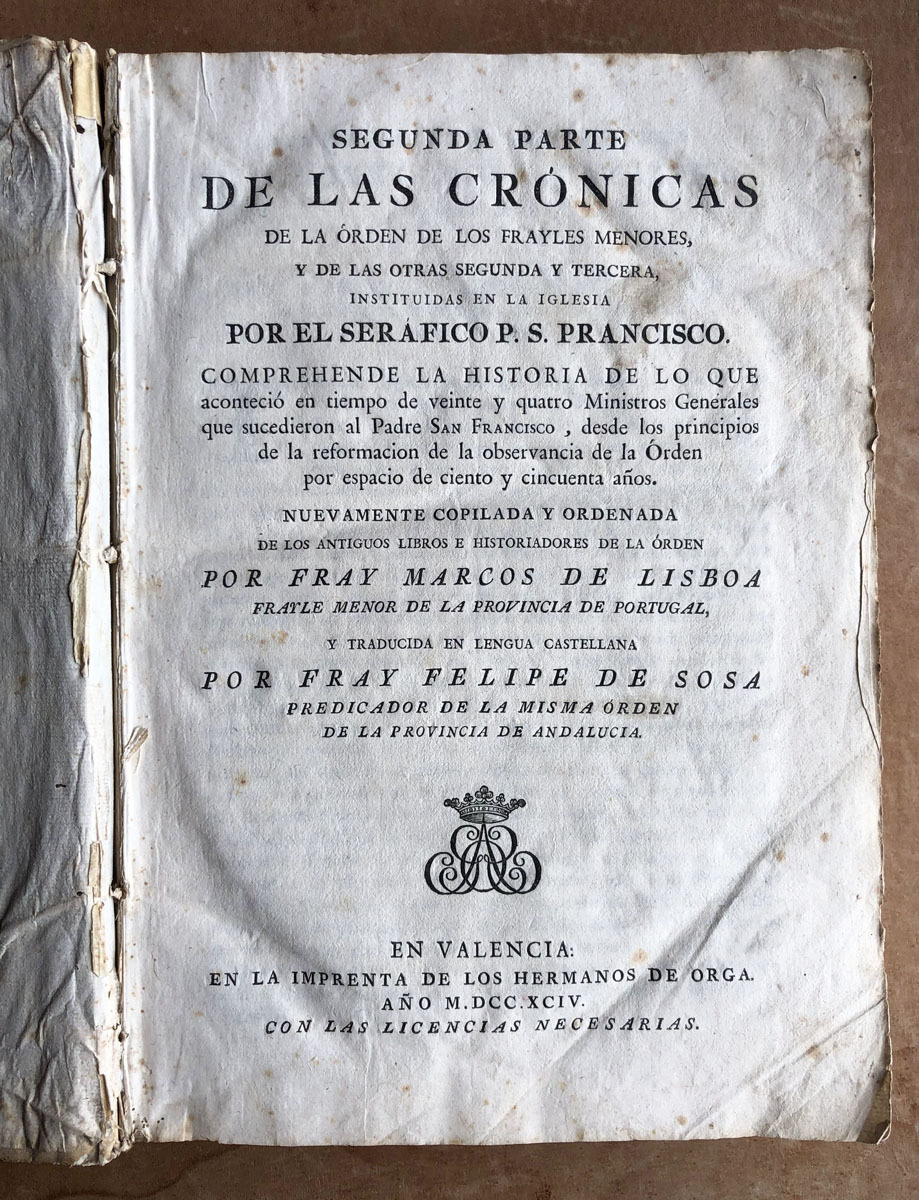 SEGUNDA PARTE
DE LAS CRÓNICAS
DE LA ÓRDEN DE LOS FRAYLES MENORES,
Y DE LAS OTRAS SEGUNDA Y TERCERA,
INSTITUIDAS EN LA IGLESIA
POR EL SERÁFICO P. S. PRANCISCO.
COMPREHENDE LA HISTORIA DE LO QUE
aconteció en tiempo de veinte y quatro Ministros Generales
que sucedieron al Padre SAN FRANCISCO, desde los principios
de la reformacion de la observancia de la Órden
por espacio de ciento y cincuenta años.
NUEVAMENTE COPILADA Y ORDENADA
DE LOS ANTIGUOS LIBROS E HISTORIADORES DE LA ÓRDEN
POR FRAY MARCOS DE LISBOA
FRAYLE MENOR DE LA PROVINCIA DE PORTUGAL,
Y TRADUCIDA EN LENGUA CASTELLANA
POR FRAY FELIPE DE SOSA
PREDICADOR DE LA MISMA ÓRDEN
DE LA PROVINCIA DE ANDALUCIA.
EN VALENCIA:
EN LA IMPRENTA DE LOS HERMANOS DE ORGA.
AÑO M.DCC.XCIV.
CON LAS LICENCIAS NECESARIAS.